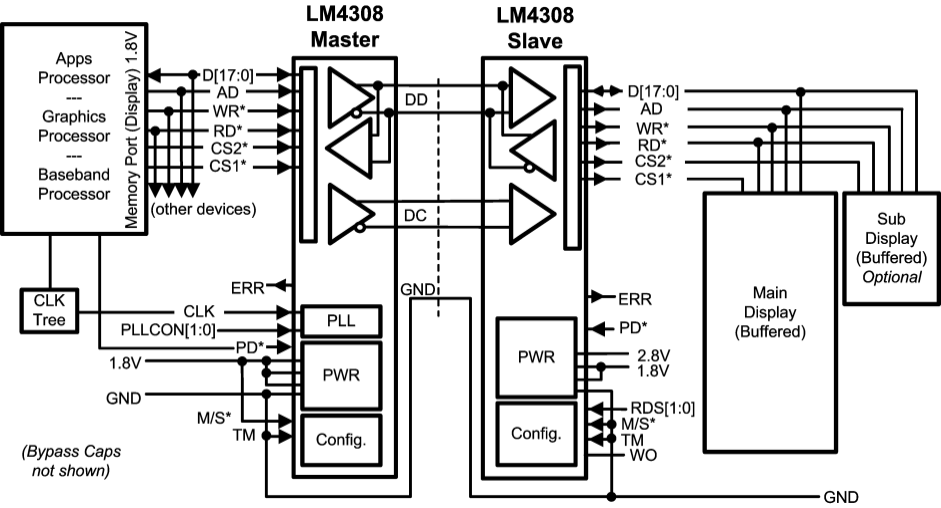 LM4308
Master
LM4308
Slave
Apps
Processor
---
Graphics
Processor
---
Baseband
Processor
Memory Port (Display) 1.8V
D[17:0]
AD
WR*
RD*
CS2*
CS1*
(other devices)
DD
DC
D[17:0]
AD
WR*
RD*
CS2*
CS1*
Sub
Display
(Buffered)
Optional
Main
Display
(Buffered)
CLK
Tree
ERR
CLK
PLLCON[1:0]
PD*
1.8V
GND
M/S*
TM
PLL
PWR
Config.
GND
PWR
Config.
ERR
PD*
2.8V
1.8V
RDS[1:0]
M/S*
TM
WO
(Bypass Caps
not shown)
GND